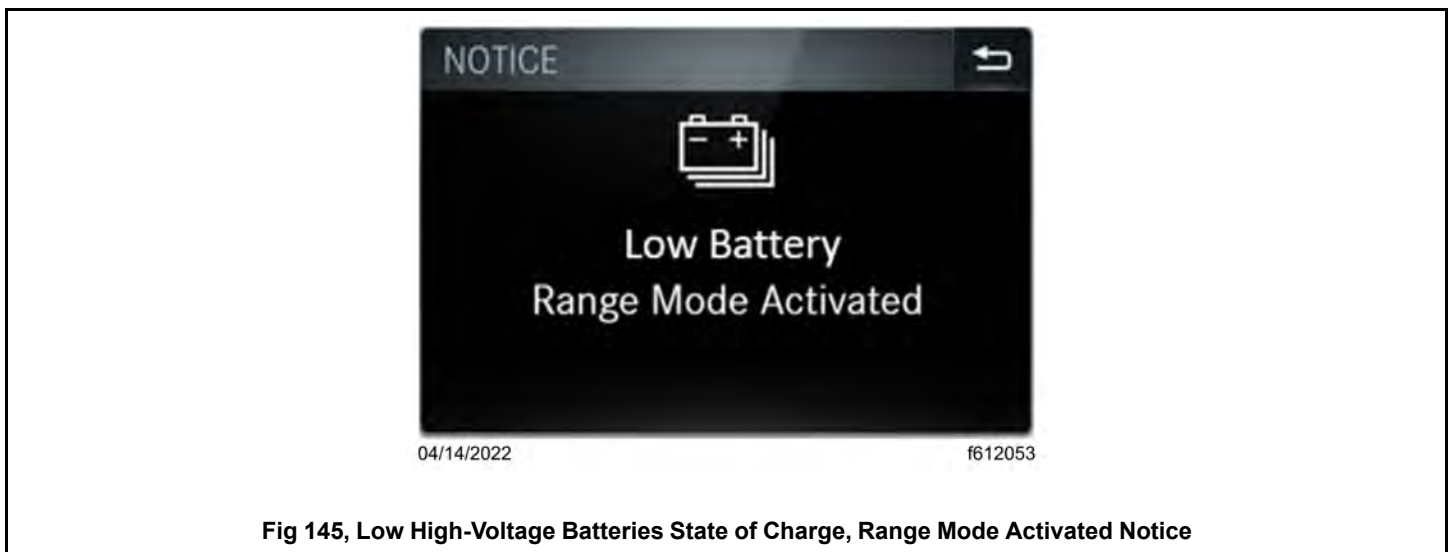 NOTICE
- +
Low Battery
Range Mode Activated
04/14/2022 f612053
Fig 145, Low High-Voltage Batteries State of Charge, Range Mode Activated Notice